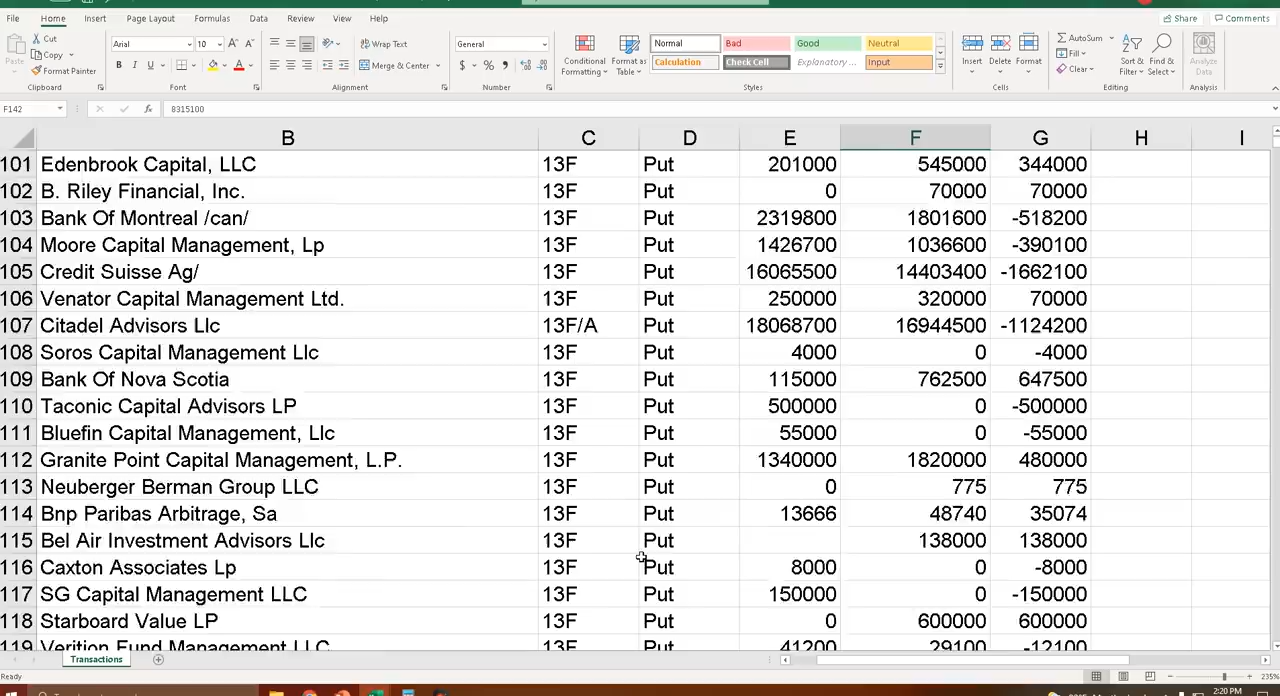 File Home Insert Page Layout Formulas Data Review View Help Share Comments
Paste Cut Copy Format Painter Clipboard
Arial 10 B I U A A Font
Wrap Text Merge & Center Alignment
General $ % 9 Number
Conditional Formatting Format as Table
Normal Bad Good Neutral
Calculation Check Cell Explanatory ... Input
Styles
Insert Delete Format Cells
AutoSum Fill Clear Sort & Filter Find & Select Editing
Analyze Data Analysis
F142 fx 8315100
B C D E F G H I
101 Edenbrook Capital, LLC 13F Put 201000 545000 344000
102 B. Riley Financial, Inc. 13F Put 0 70000 70000
103 Bank Of Montreal /can/ 13F Put 2319800 1801600 -518200
104 Moore Capital Management, Lp 13F Put 1426700 1036600 -390100
105 Credit Suisse Ag/ 13F Put 16065500 14403400 -1662100
106 Venator Capital Management Ltd. 13F Put 250000 320000 70000
107 Citadel Advisors Llc 13F/A Put 18068700 16944500 -1124200
108 Soros Capital Management Llc 13F Put 4000 0 -4000
109 Bank Of Nova Scotia 13F Put 115000 762500 647500
110 Taconic Capital Advisors LP 13F Put 500000 0 -500000
111 Bluefin Capital Management, Llc 13F Put 55000 0 -55000
112 Granite Point Capital Management, L.P. 13F Put 1340000 1820000 480000
113 Neuberger Berman Group LLC 13F Put 0 775 775
114 Bnp Paribas Arbitrage, Sa 13F Put 13666 48740 35074
115 Bel Air Investment Advisors Llc 13F Put 138000 138000
116 Caxton Associates Lp 13F Put 8000 0 -8000
117 SG Capital Management LLC 13F Put 150000 0 -150000
118 Starboard Value LP 13F Put 0 600000 600000
119 Verition Fund Management LLC 13F Put 41200 29100 -12100
Transactions
Ready 235%
2:20 PM